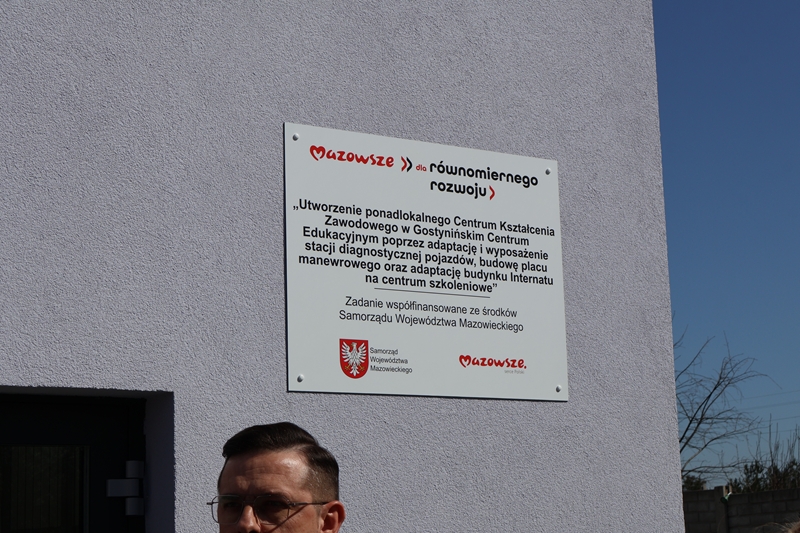 Mazowsze dla równomiernego
rozwoju
„Utworzenie ponadlokalnego Centrum Kształcenia
Zawodowego w Gostynińskim Centrum
Edukacyjnym poprzez adaptację i wyposażenie
stacji diagnostycznej pojazdów, budowę placu
manewrowego oraz adaptację budynku Internatu
na centrum szkoleniowe”
Zadanie współfinansowane ze środków
Samorządu Województwa Mazowieckiego
Samorząd
Województwa
Mazowieckiego
Mazowsze.
serce Polski